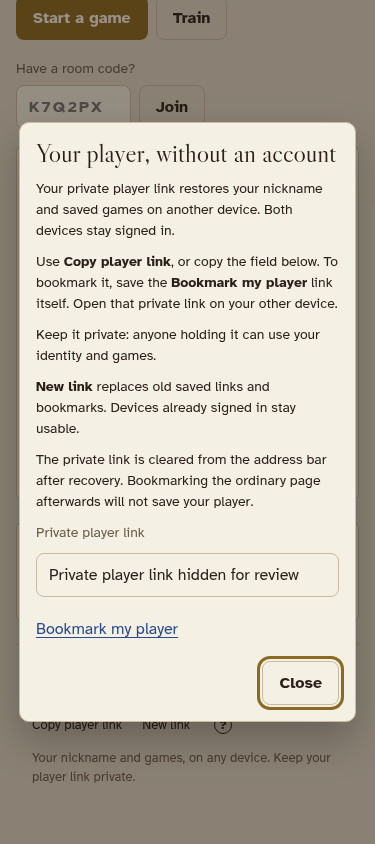 Start a game
Train
Have a room code?
K7Q2PX
Join
Your player, without an account
Your private player link restores your nickname
and saved games on another device. Both
devices stay signed in.
Use Copy player link, or copy the field below. To
bookmark it, save the Bookmark my player link
itself. Open that private link on your other device.
Keep it private: anyone holding it can use your
identity and games.
New link replaces old saved links and
bookmarks. Devices already signed in stay
usable.
The private link is cleared from the address bar
after recovery. Bookmarking the ordinary page
afterwards will not save your player.
Private player link
Private player link hidden for review
Bookmark my player
Close
Copy player link
New link
?
Your nickname and games, on any device. Keep your
player link private.